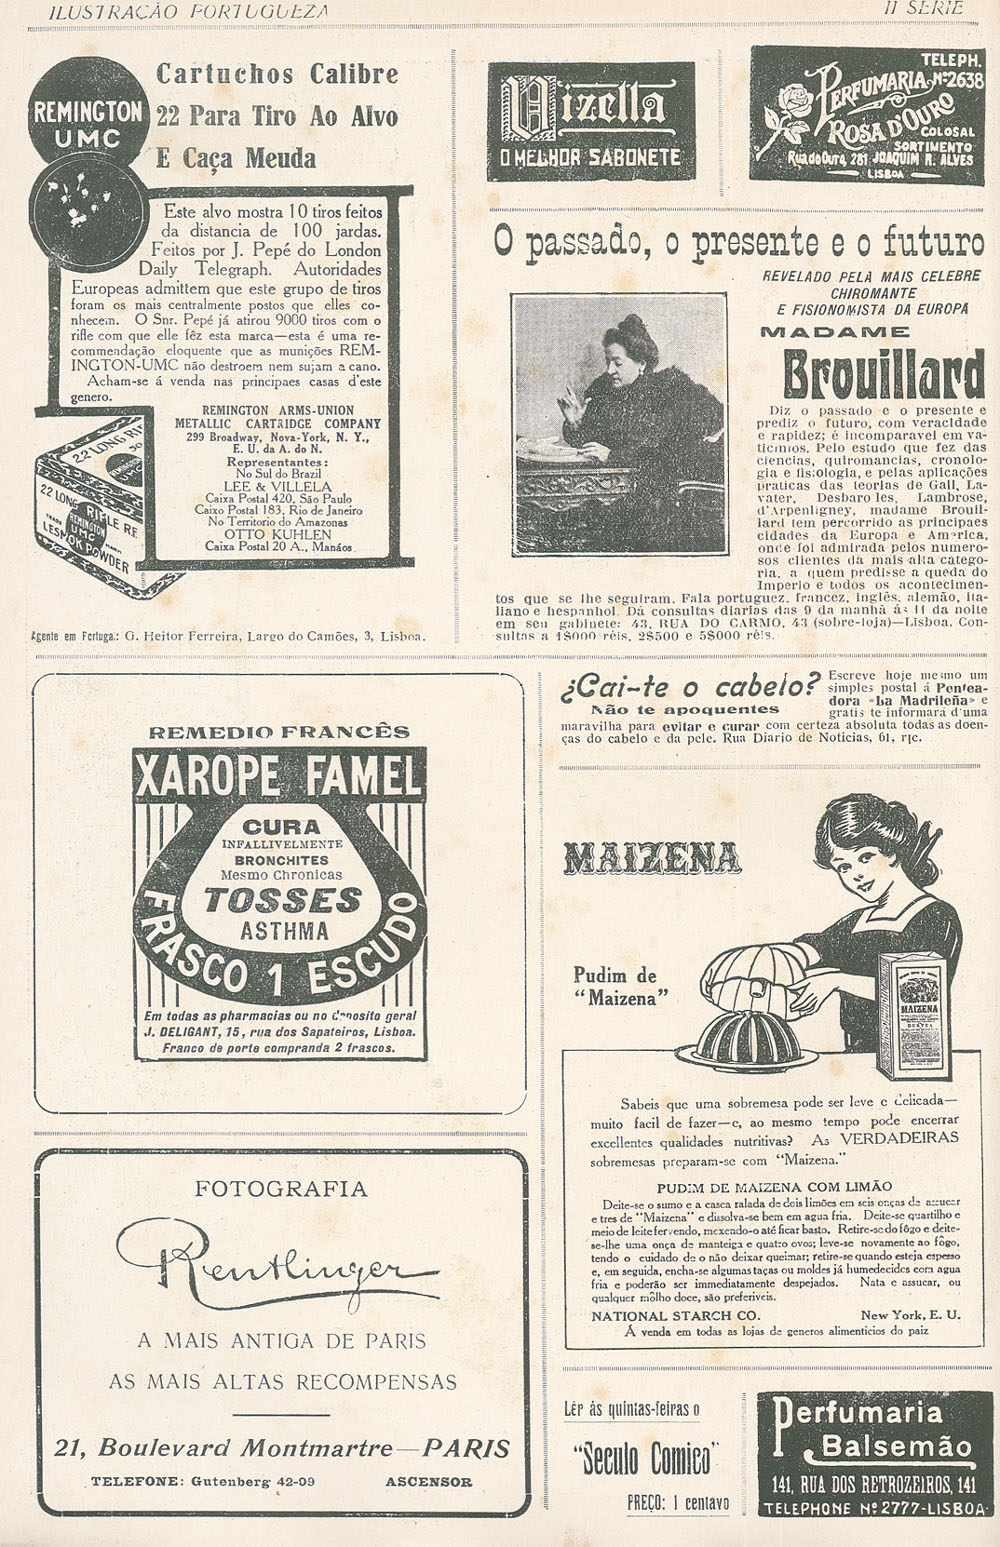 ILUSTRAÇÃO PORTUGUEZA
II SÉRIE
REMINGTON
UMC
Cartuchos Calibre
22 Para Tiro Ao Alvo
E Caça Meuda
Este alvo mostra 10 tiros feitos
da distancia de 100 jardas.
Feitos por J. Pepé do London
Daily Telegraph. Autoridades
Europeas admittem que este grupo de tiros
foram os mais centralmente postos que elles co-
nhecem. O Snr. Pepé já atirou 9000 tiros com o
rifle com que elle fêz esta marca—esta é uma re-
commendação eloquente que as munições REM-
INGTON-UMC não destroem nem sujam a cano.
Acham-se á venda nas principaes casas d'este
genero.
REMINGTON ARMS-UNION
METALLIC CARTRIDGE COMPANY
299 Broadway, Nova-York, N. Y.,
E. U. da A. do N.
Representantes:
No Sul do Brazil
LEE & VILLELA
Caixa Postal 420, São Paulo
Caixo Postal 183, Rio de Janeiro
No Territorio do Amazonas
OTTO KUHLEN
Caixa Postal 20 A., Manáos
22 LONG RIFLE RF
REMINGTON
UMC
LESMOK POWDER
Agente em Portuga.: G. Heitor Ferreira, Largo do Camões, 3, Lisboa.
Wizella
O MELHOR SABONETE
TELEPH.
Nº 2638
PERFUMARIA
ROSA D'OURO
COLOSAL
SORTIMENTO
Rua do Ouro, 281 JOAQUIM R. ALVES
LISBOA
O passado, o presente e o futuro
REVELADO PELA MAIS CELEBRE
CHIROMANTE
E FISIONOMISTA DA EUROPA
MADAME
Brouillard
Diz o passado e o presente e
prediz o futuro, com veracidade
e rapidez; é incomparavel em va-
ticinios. Pelo estudo que fez das
ciencias, quiromancias, cronolo-
gia e fisiologia, e pelas aplicações
praticas das teorias de Gall, La-
vater, Desbarolles, Lambrose,
d'Arpenligney, madame Brouil-
lard tem percorrido as principaes
cidades da Europa e America,
onde foi admirada pelos numero-
sos clientes da mais alta catego-
ria, a quem predisse a queda do
Imperio e todos os acontecimen-
tos que se lhe seguiram. Fala portuguez, francez, inglês, alemão, ita-
liano e hespanhol. Dá consultas diarias das 9 da manhã ás 11 da noite
em seu gabinete: 43, RUA DO CARMO, 43 (sobre-loja)—Lisboa. Con-
sultas a 1$000 réis, 2$500 e 5$000 réis.
REMEDIO FRANCÊS
XAROPE FAMEL
CURA
INFALLIVELMENTE
BRONCHITES
Mesmo Chronicas
TOSSES
ASTHMA
FRASCO 1 ESCUDO
Em todas as pharmacias ou no deposito geral
J. DELIGANT, 15, rua dos Sapateiros, Lisboa.
Franco de porte comprando 2 frascos.
¿Cai-te o cabelo?
Não te apoquentes
Escreve hoje mesmo um
simples postal á Pentea-
dora «La Madrileña» e
gratis te informará d'uma
maravilha para evitar e curar com certeza absoluta todas as doen-
ças do cabelo e da pele. Rua Diario de Noticias, 61, r/c.
MAIZENA
Pudim de
"Maizena"
MAIZENA
Sabeis que uma sobremesa pode ser leve e delicada—
muito facil de fazer—e, ao mesmo tempo pode encerrar
excellentes qualidades nutritivas? As VERDADEIRAS
sobremesas preparam-se com "Maizena."
PUDIM DE MAIZENA COM LIMÃO
Deite-se o sumo e a casca ralada de dois limões em seis onças de assucar
e tres de "Maizena" e dissolva-se bem em agua fria. Deite-se quartilho e
meio de leite fervendo, mexendo-o até ficar basto. Retire-se do fôgo e deite-
se-lhe uma onça de manteiga e quatro ovos; leve-se novamente ao fôgo,
tendo o cuidado de o não deixar queimar; retire-se quando esteja espesso
e, em seguida, encha-se algumas taças ou moldes já humedecidos com agua
fria e poderão ser immediatamente despejados. Nata e assucar, ou
qualquer môlho doce, são preferiveis.
NATIONAL STARCH CO. New York, E. U.
Á venda em todas as lojas de generos alimenticios do paiz
FOTOGRAFIA
Reutlinger
A MAIS ANTIGA DE PARIS
AS MAIS ALTAS RECOMPENSAS
21, Boulevard Montmartre—PARIS
TELEFONE: Gutenberg 42-09 ASCENSOR
Lêr ás quintas-feiras o
"Seculo Comico"
PREÇO: 1 centavo
Perfumaria
Balsemão
141, RUA DOS RETROZEIROS, 141
TELEPHONE Nº 2777-LISBOA